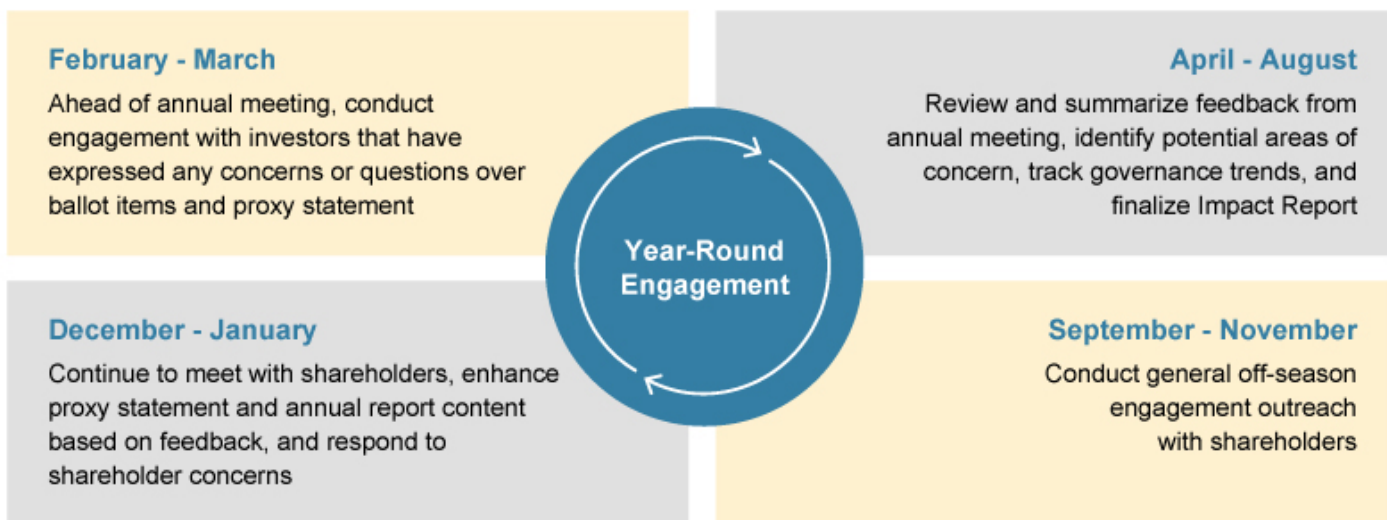 February - March
Ahead of annual meeting, conduct
engagement with investors that have
expressed any concerns or questions over
ballot items and proxy statement
April - August
Review and summarize feedback from
annual meeting, identify potential areas of
concern, track governance trends, and
finalize Impact Report
Year-Round
Engagement
December - January
Continue to meet with shareholders, enhance
proxy statement and annual report content
based on feedback, and respond to
shareholder concerns
September - November
Conduct general off-season
engagement outreach
with shareholders